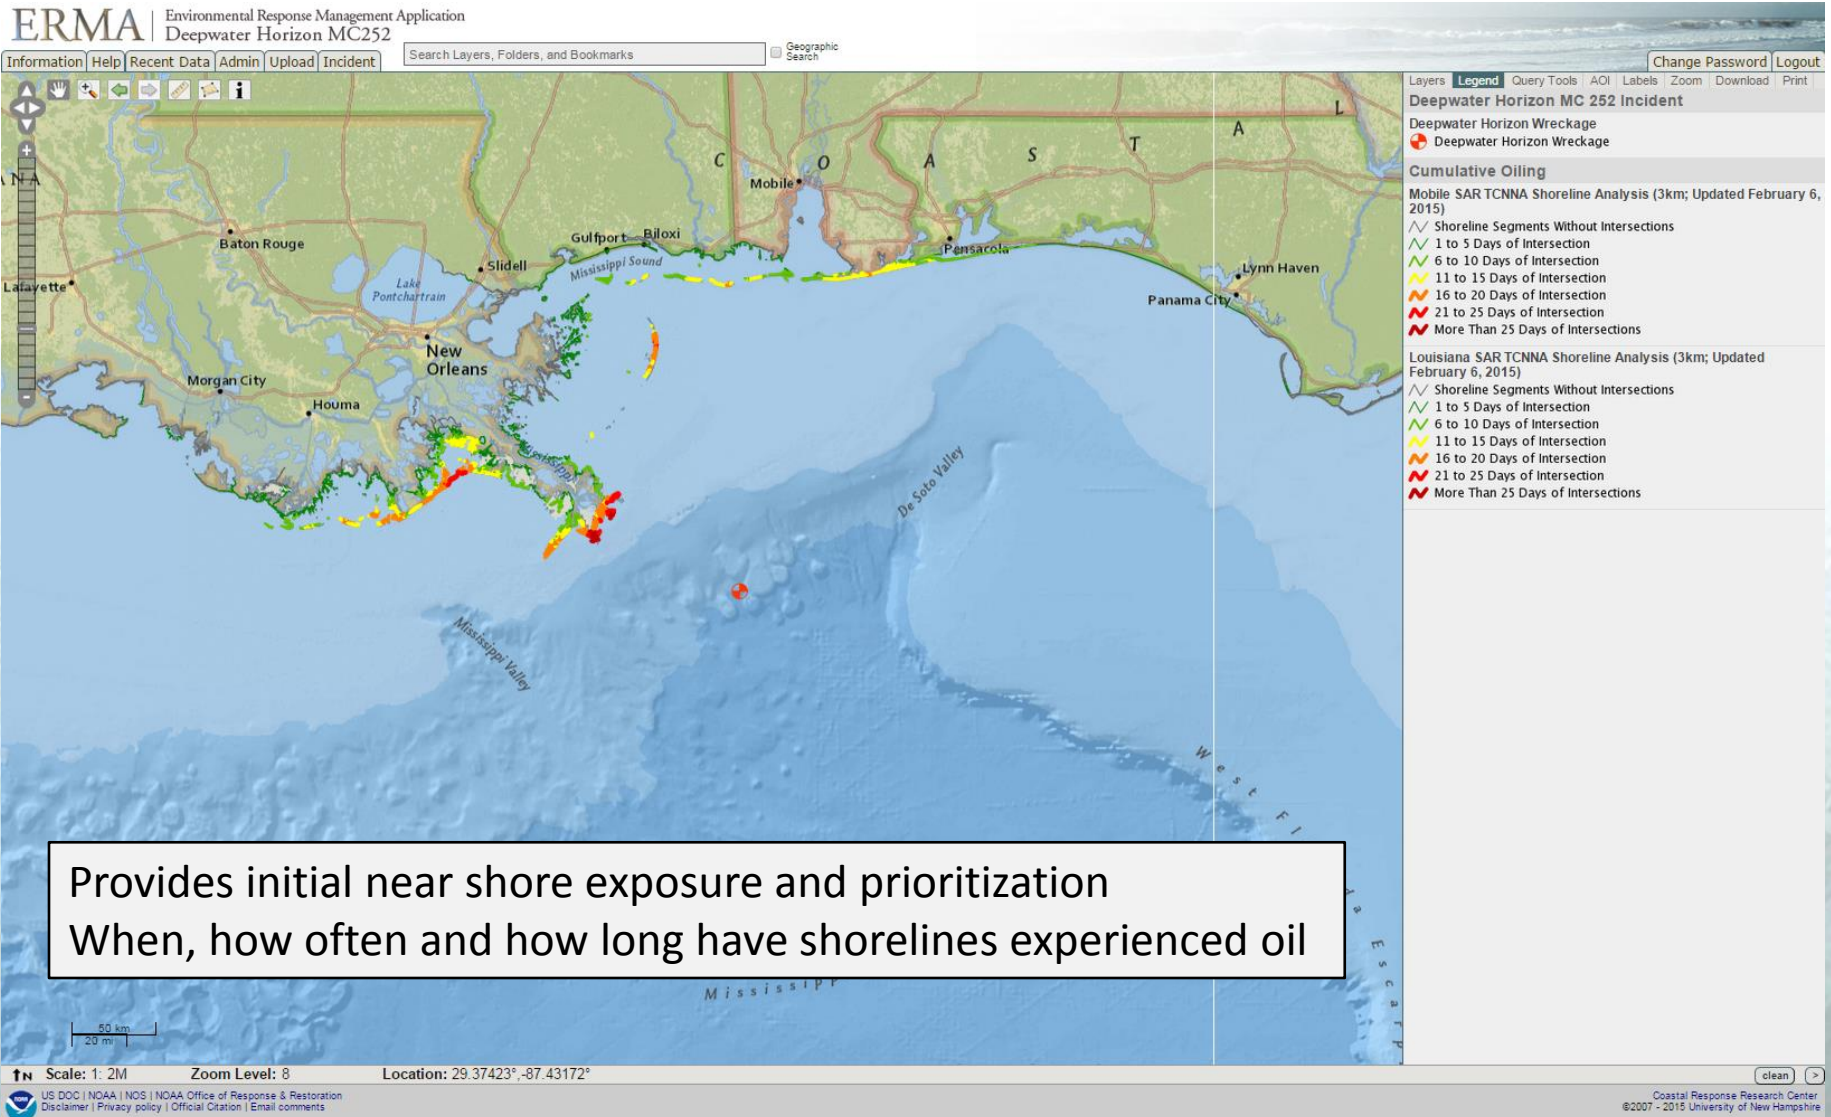 ERMA
Environmental Response Management Application
Deepwater Horizon MC252
Search Layers, Folders, and Bookmarks
Geographic
Search
Information Help Recent Data Admin Upload Incident
Change Password Logout
Layers Legend Query Tools AOI Labels Zoom Download Print
Deepwater Horizon MC 252 Incident
Deepwater Horizon Wreckage
Deepwater Horizon Wreckage
Cumulative Oiling
Mobile SAR TCNNA Shoreline Analysis (3km; Updated February 6,
2015)
Shoreline Segments Without Intersections
1 to 5 Days of Intersection
6 to 10 Days of Intersection
11 to 15 Days of Intersection
16 to 20 Days of Intersection
21 to 25 Days of Intersection
More Than 25 Days of Intersections
Louisiana SAR TCNNA Shoreline Analysis (3km; Updated
February 6, 2015)
Shoreline Segments Without Intersections
1 to 5 Days of Intersection
6 to 10 Days of Intersection
11 to 15 Days of Intersection
16 to 20 Days of Intersection
21 to 25 Days of Intersection
More Than 25 Days of Intersections
i
C O A S T A L
ANA
Mobile
Baton Rouge
Gulfport Biloxi
Pensacola
Slidell
Mississippi Sound
Lynn Haven
Lafayette
Lake
Pontchartrain
Panama City
New
Orleans
Morgan City
Houma
Mississippi
De Soto Valley
Mississippi Valley
West Fl
da Escarp
Provides initial near shore exposure and prioritization
When, how often and how long have shorelines experienced oil
Mississipp
50 km
20 mi
N Scale: 1: 2M Zoom Level: 8 Location: 29.37423°,-87.43172°
clean >
NOAA
US DOC | NOAA | NOS | NOAA Office of Response & Restoration
Disclaimer | Privacy policy | Official Citation | Email comments
Coastal Response Research Center
©2007 - 2015 University of New Hampshire